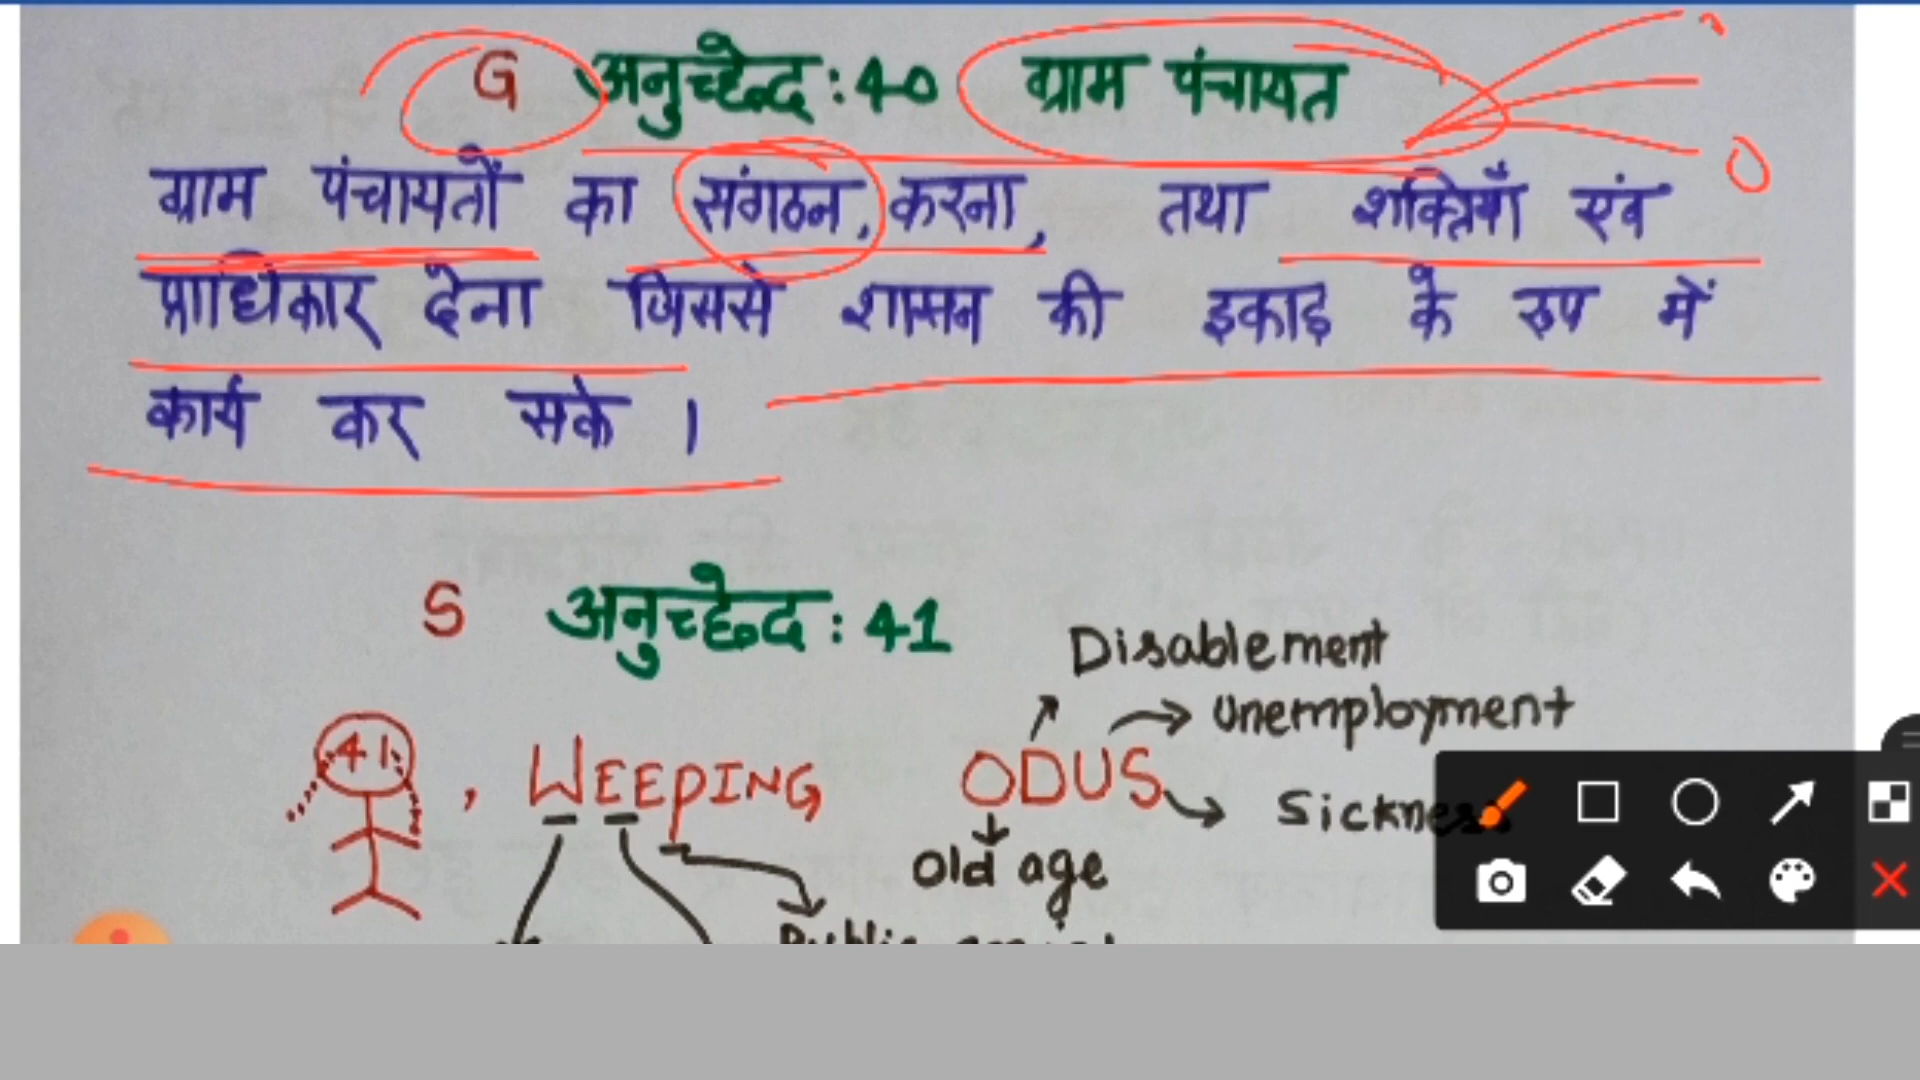 G अनुच्छेद : 40 ग्राम पंचायत
ग्राम पंचायतों का संगठन, करना, तथा शक्तियाँ एंव
प्राधिकार देना जिससे शासन की इकाइ के रुप में
कार्य कर सके ।
S अनुच्छेद : 41
Disablement
Unemployment
41 , WEEPING ODUS
Sickness
Old age
Public